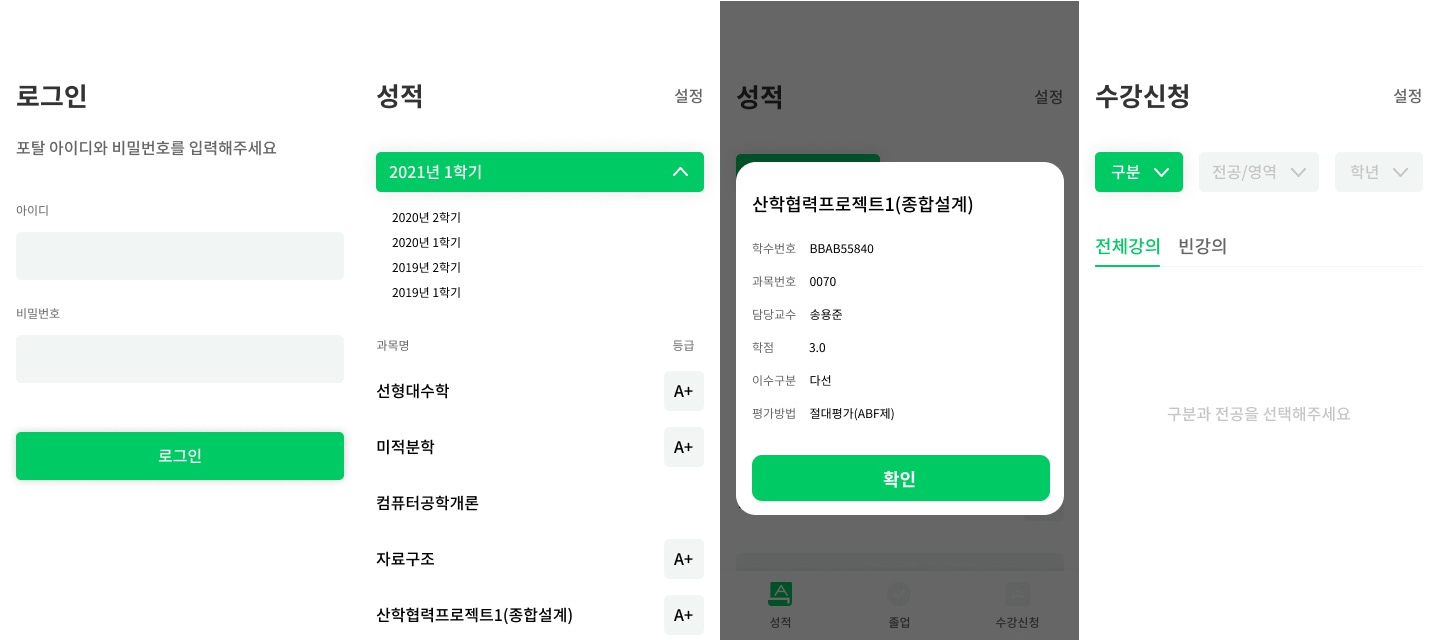 로그인
포탈 아이디와 비밀번호를 입력해주세요
아이디
비밀번호
로그인
성적
설정
2021년 1학기
2020년 2학기
2020년 1학기
2019년 2학기
2019년 1학기
과목명 등급
선형대수학 A+
미적분학 A+
컴퓨터공학개론
자료구조 A+
산학협력프로젝트1(종합설계) A+
성적
설정
산학협력프로젝트1(종합설계)
학수번호 BBAB55840
과목번호 0070
담당교수 송용준
학점 3.0
이수구분 다선
평가방법 절대평가(ABF제)
확인
성적 졸업 수강신청
수강신청
설정
구분 전공/영역 학년
전체강의 빈강의
구분과 전공을 선택해주세요